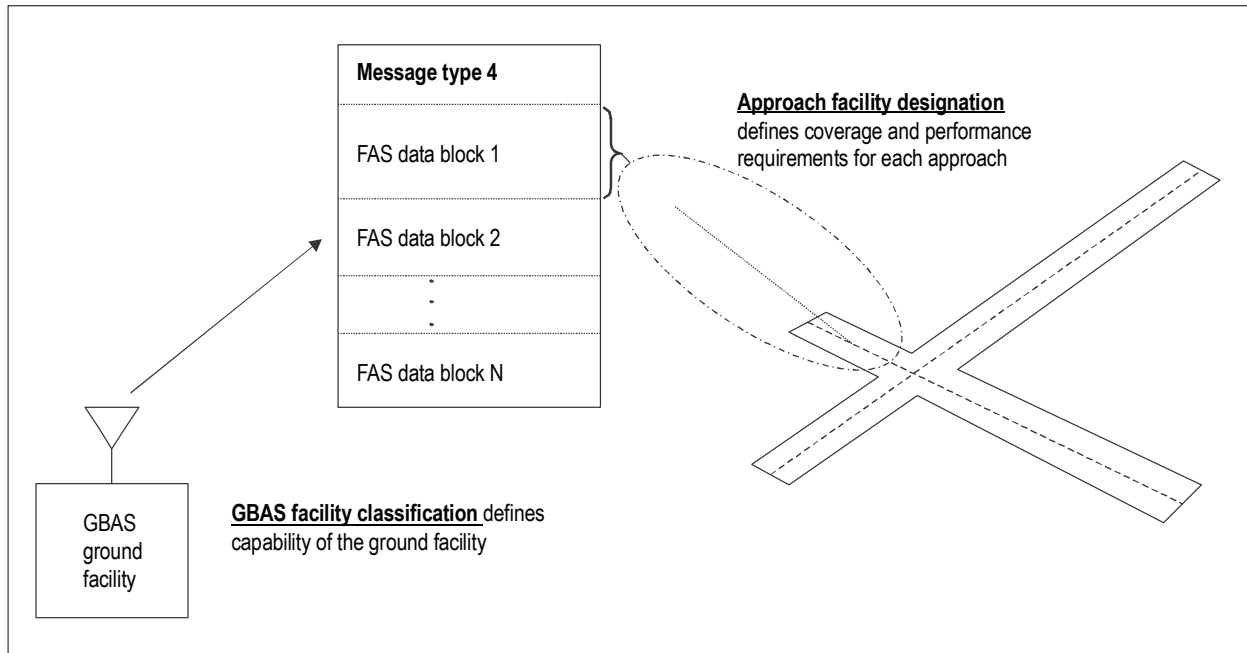 Message type 4
FAS data block 1
FAS data block 2
FAS data block N
Approach facility designation
defines coverage and performance
requirements for each approach
GBAS
ground
facility
GBAS facility classification defines
capability of the ground facility